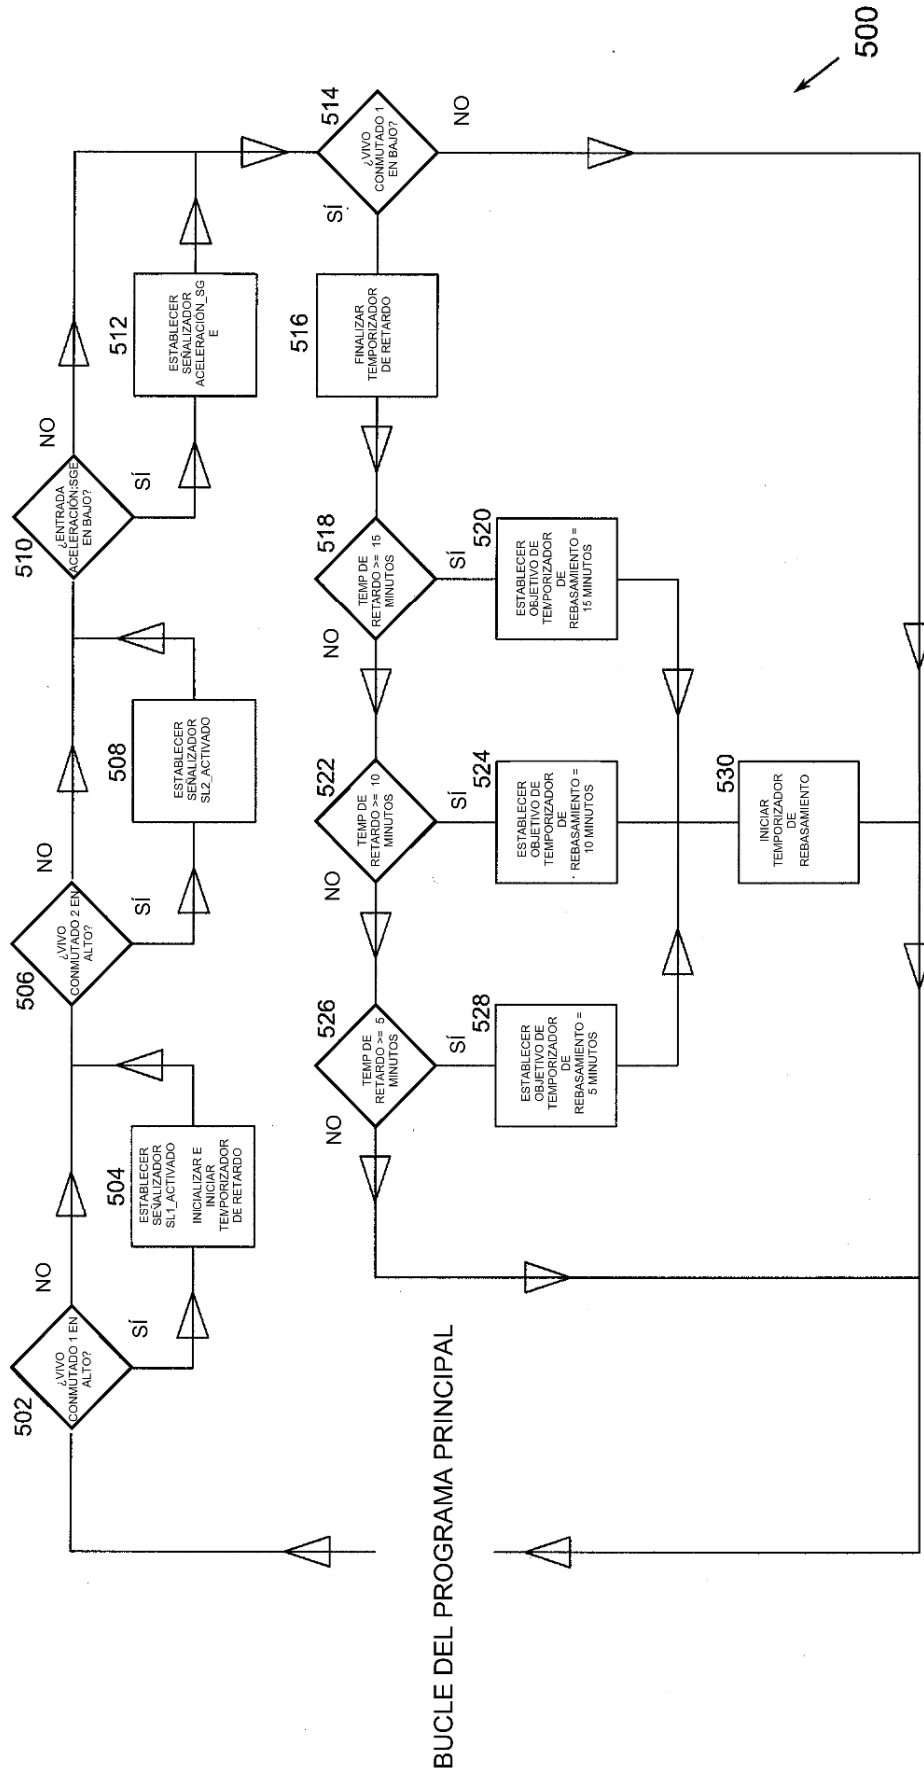 502
¿VIVO
CONMUTADO 1 EN
ALTO?
NO
SÍ
504
ESTABLECER
SEÑALIZADOR
SL1_ACTIVADO
INICIALIZAR E
INICIAR
TEMPORIZADOR
DE RETARDO
506
¿VIVO
CONMUTADO 2 EN
ALTO?
NO
SÍ
508
ESTABLECER
SEÑALIZADOR
SL2_ACTIVADO
510
¿ENTRADA
ACELERACIÓN:SGE
EN BAJO?
NO
SÍ
512
ESTABLECER
SEÑALIZADOR
ACELERACIÓN_SG
E
514
¿VIVO
CONMUTADO 1
EN BAJO?
SÍ
NO
516
FINALIZAR
TEMPORIZADOR
DE RETARDO
518
TEMP DE
RETARDO >= 15
MINUTOS
NO
SÍ
520
ESTABLECER
OBJETIVO DE
TEMPORIZADOR
DE
REBASAMIENTO =
15 MINUTOS
522
TEMP DE
RETARDO >= 10
MINUTOS
NO
SÍ
524
ESTABLECER
OBJETIVO DE
TEMPORIZADOR
DE
REBASAMIENTO =
10 MINUTOS
526
TEMP DE
RETARDO >= 5
MINUTOS
NO
SÍ
528
ESTABLECER
OBJETIVO DE
TEMPORIZADOR
DE
REBASAMIENTO =
5 MINUTOS
530
INICIAR
TEMPORIZADOR
DE
REBASAMIENTO
BUCLE DEL PROGRAMA PRINCIPAL
500